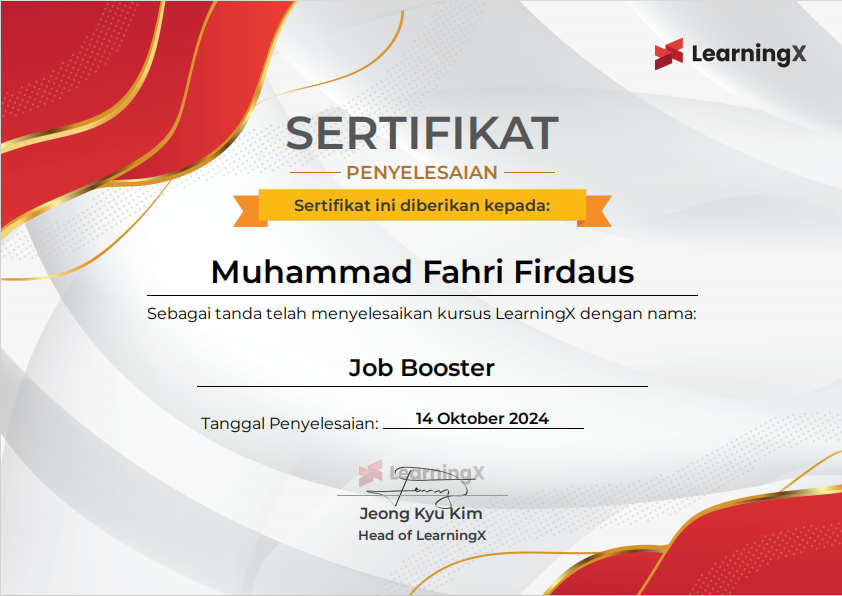 LearningX
SERTIFIKAT
PENYELESAIAN
Sertifikat ini diberikan kepada:
Muhammad Fahri Firdaus
Sebagai tanda telah menyelesaikan kursus LearningX dengan nama:
Job Booster
Tanggal Penyelesaian: 14 Oktober 2024
LearningX
Jeong Kyu Kim
Head of LearningX